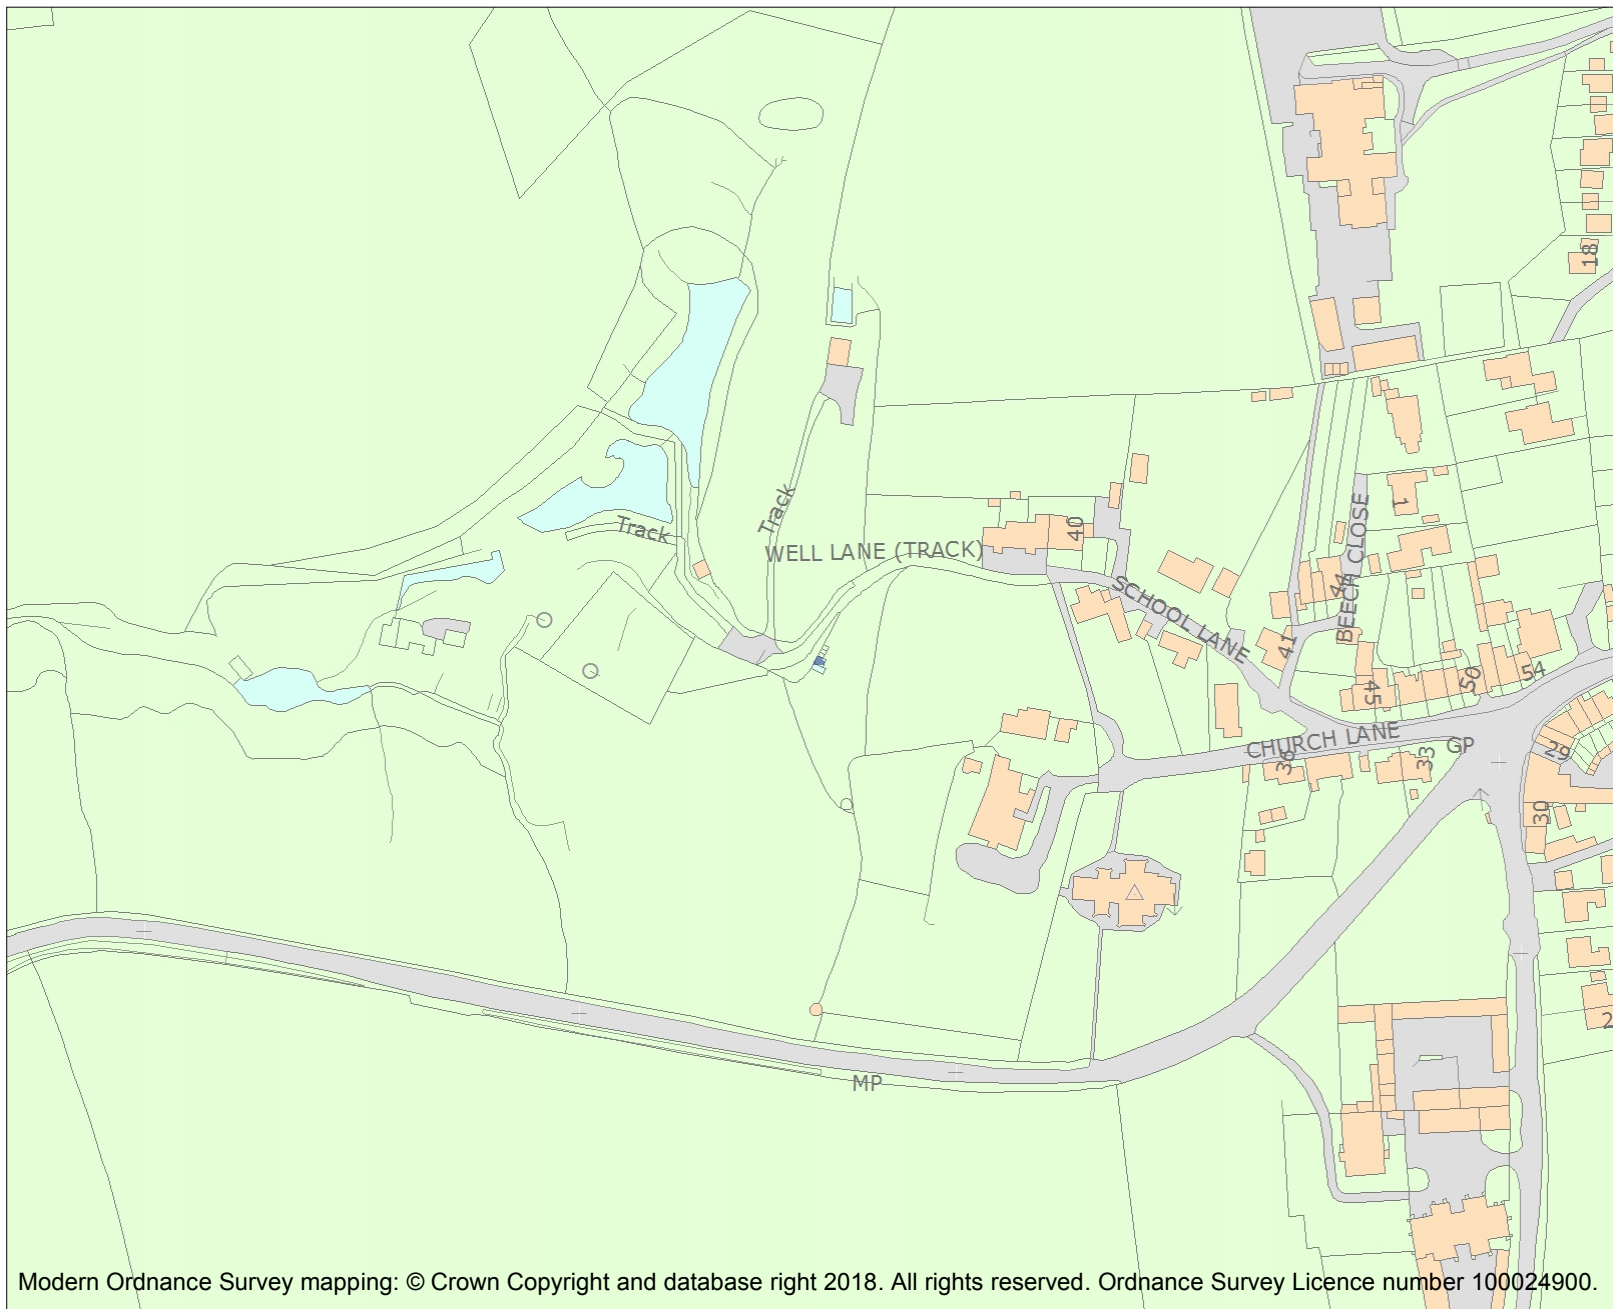 18
Track
Track
WELL LANE (TRACK)
40
1
SCHOOL LANE
BEECH CLOSE
44
41
45
50
54
CHURCH LANE
36
33
GP
29
30
2
MP
Modern Ordnance Survey mapping: © Crown Copyright and database right 2018. All rights reserved. Ordnance Survey Licence number 100024900.